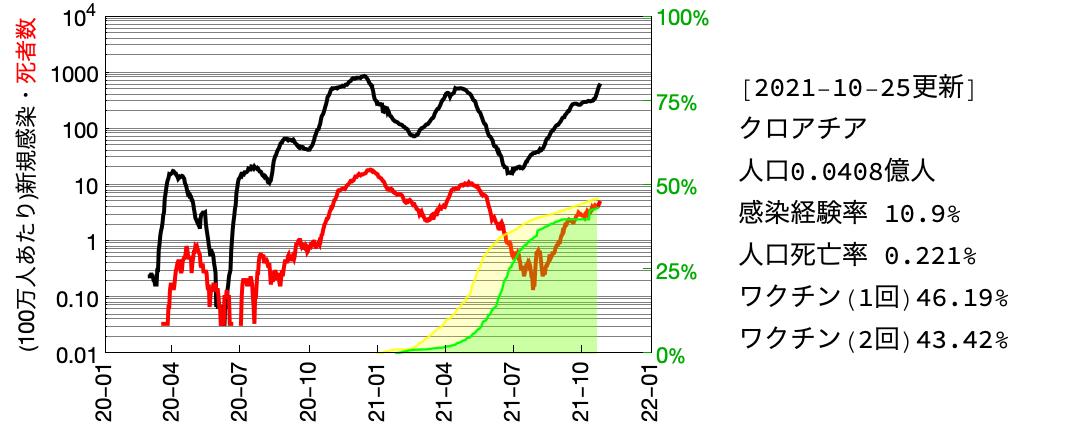 (100万人あたり)新規感染・死者数
10^4
1000
100
10
1
0.10
0.01
100%
75%
50%
25%
0%
20-01
20-04
20-07
20-10
21-01
21-04
21-07
21-10
22-01
[2021-10-25更新]
クロアチア
人口0.0408億人
感染経験率 10.9%
人口死亡率 0.221%
ワクチン(1回)46.19%
ワクチン(2回)43.42%